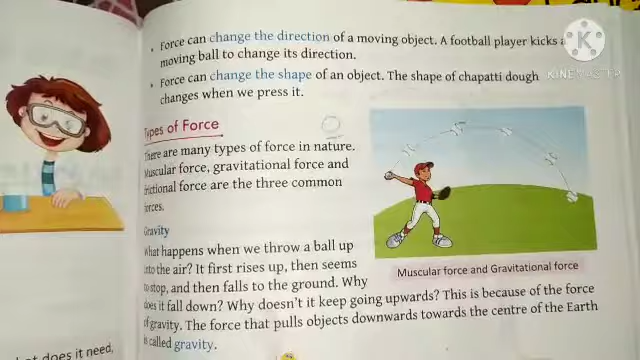 • Force can change the direction of a moving object. A football player kicks a
moving ball to change its direction.
• Force can change the shape of an object. The shape of chapatti dough
changes when we press it.
K
KINEMASTER
Types of Force
There are many types of force in nature.
Muscular force, gravitational force and
frictional force are the three common
forces.
Gravity
What happens when we throw a ball up
into the air? It first rises up, then seems
to stop, and then falls to the ground. Why
does it fall down? Why doesn't it keep going upwards? This is because of the force
of gravity. The force that pulls objects downwards towards the centre of the Earth
is called gravity.
Muscular force and Gravitational force
does it need,